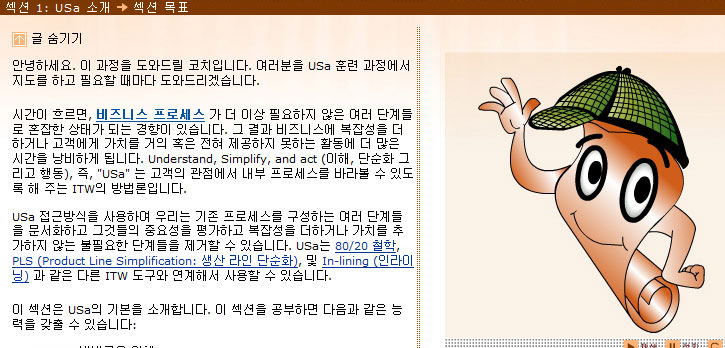 섹션 1: USa 소개 → 섹션 목표
글 숨기기
안녕하세요. 이 과정을 도와드릴 코치입니다. 여러분을 USa 훈련 과정에서
지도를 하고 필요할 때마다 도와드리겠습니다.
시간이 흐르면, 비즈니스 프로세스 가 더 이상 필요하지 않은 여러 단계들
로 혼잡한 상태가 되는 경향이 있습니다. 그 결과 비즈니스에 복잡성을 더
하거나 고객에게 가치를 거의 혹은 전혀 제공하지 못하는 활동에 더 많은
시간을 낭비하게 됩니다. Understand, Simplify, and act (이해, 단순화 그
리고 행동), 즉, "USa" 는 고객의 관점에서 내부 프로세스를 바라볼 수 있도
록 해 주는 ITW의 방법론입니다.
USa 접근방식을 사용하여 우리는 기존 프로세스를 구성하는 여러 단계들
을 문서화하고 그것들의 중요성을 평가하고 복잡성을 더하거나 가치를 추
가하지 않는 불필요한 단계들을 제거할 수 있습니다. USa는 80/20 철학,
PLS (Product Line Simplification: 생산 라인 단순화), 및 In-lining (인라이
닝) 과 같은 다른 ITW 도구와 연계해서 사용할 수 있습니다.
이 섹션은 USa의 기본을 소개합니다. 이 섹션을 공부하면 다음과 같은 능
력을 갖출 수 있습니다: